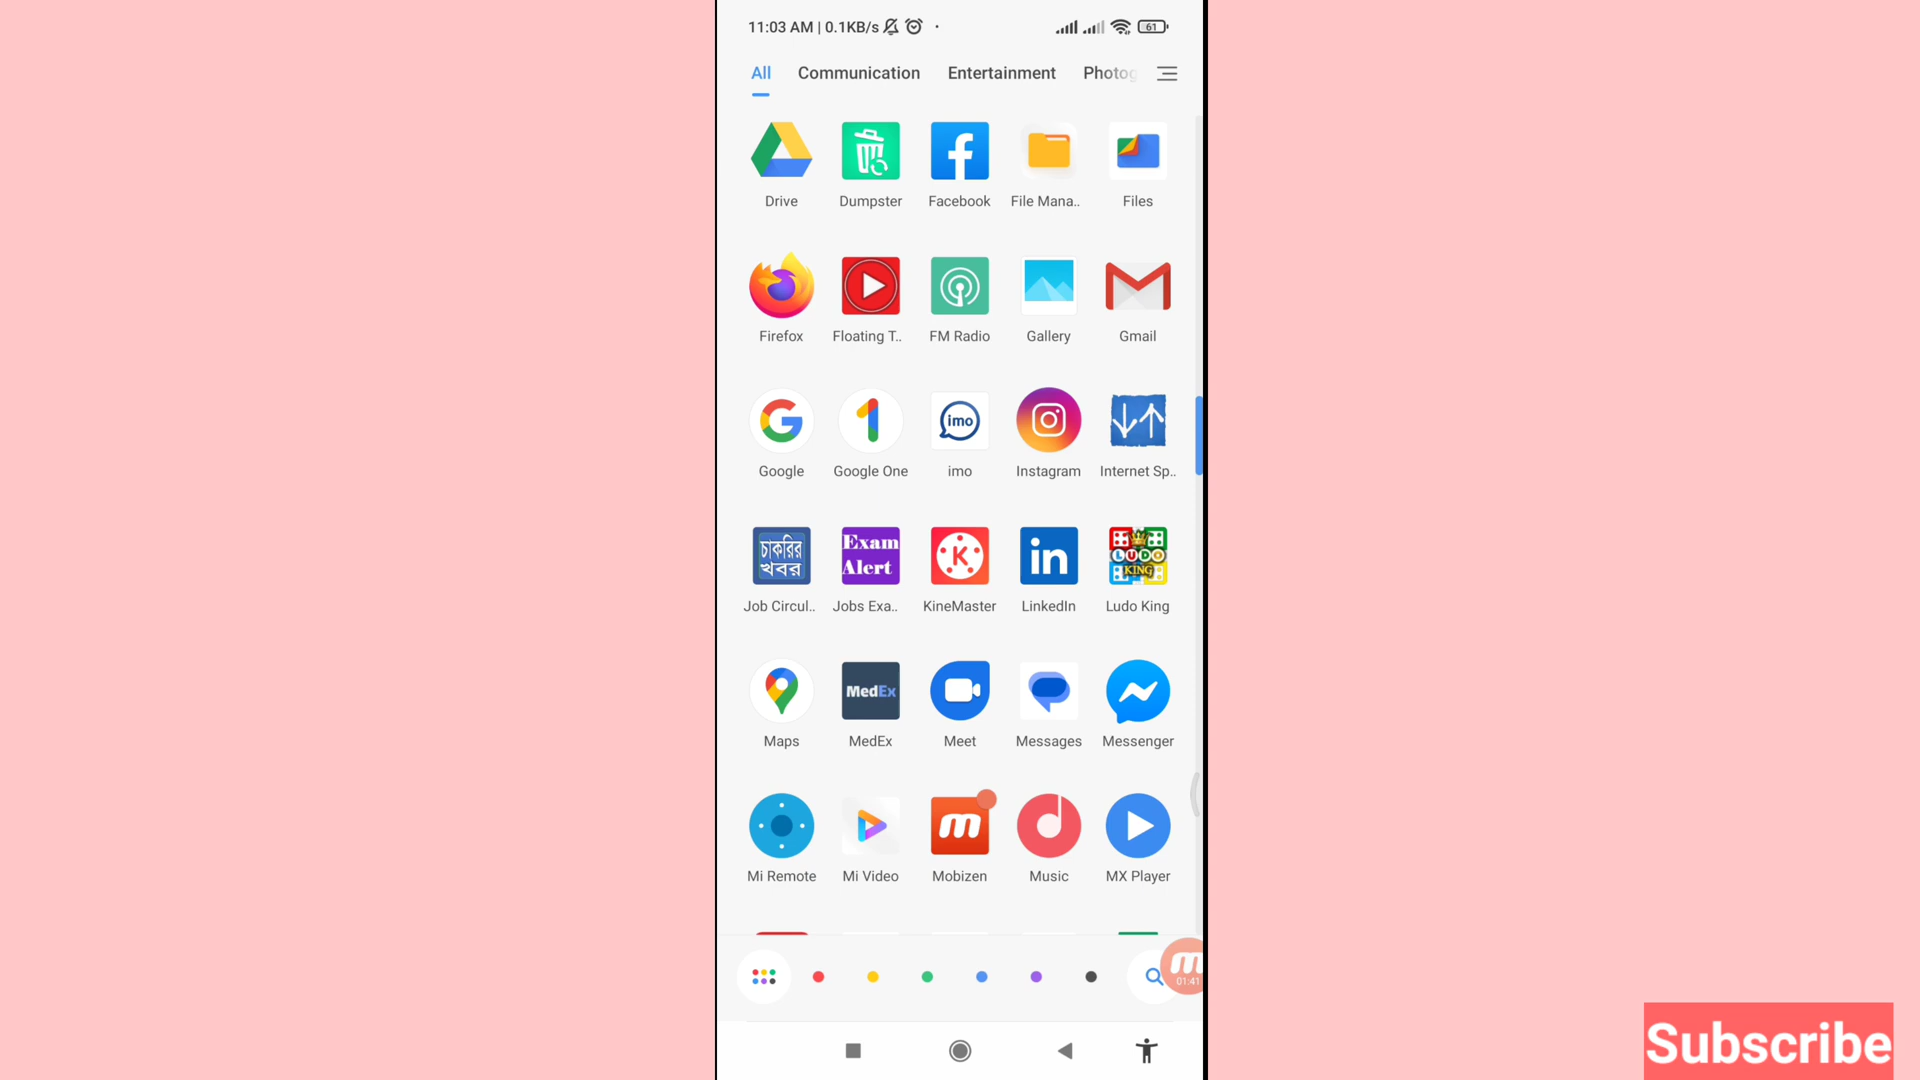 11:03 AM | 0.1KB/s 61
All Communication Entertainment Photog
Drive Dumpster Facebook File Mana.. Files
Firefox Floating T.. FM Radio Gallery Gmail
imo
Google Google One imo Instagram Internet Sp..
চাকরির খবর
Exam Alert
K
in
LUDO KING
Job Circul.. Jobs Exa.. KineMaster LinkedIn Ludo King
MedEx
Maps MedEx Meet Messages Messenger
m
Mi Remote Mi Video Mobizen Music MX Player
m
01:41
Subscribe